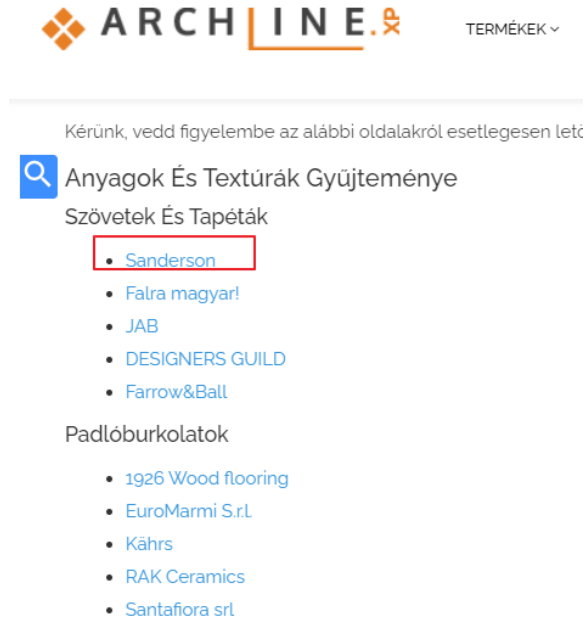 ARCHLINE.XP
TERMÉKEK
Kérünk, vedd figyelembe az alábbi oldalakról esetlegesen
Anyagok És Textúrák Gyűjteménye
Szövetek És Tapéták
• Sanderson
• Falra magyar!
• JAB
• DESIGNERS GUILD
• Farrow&Ball
Padlóburkolatok
• 1926 Wood flooring
• EuroMarmi S.r.l.
• Kährs
• RAK Ceramics
• Santafiora srl